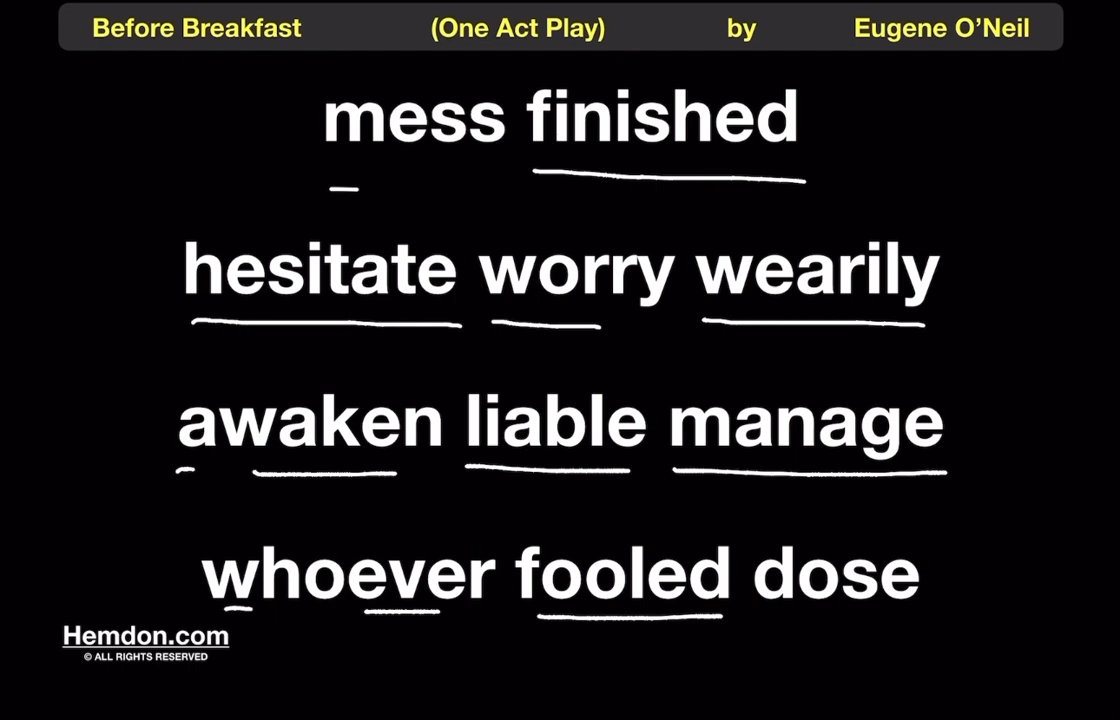 Before Breakfast (One Act Play) by Eugene O'Neil
mess finished
hesitate worry wearily
awaken liable manage
whoever fooled dose
Hemdon.com
© ALL RIGHTS RESERVED